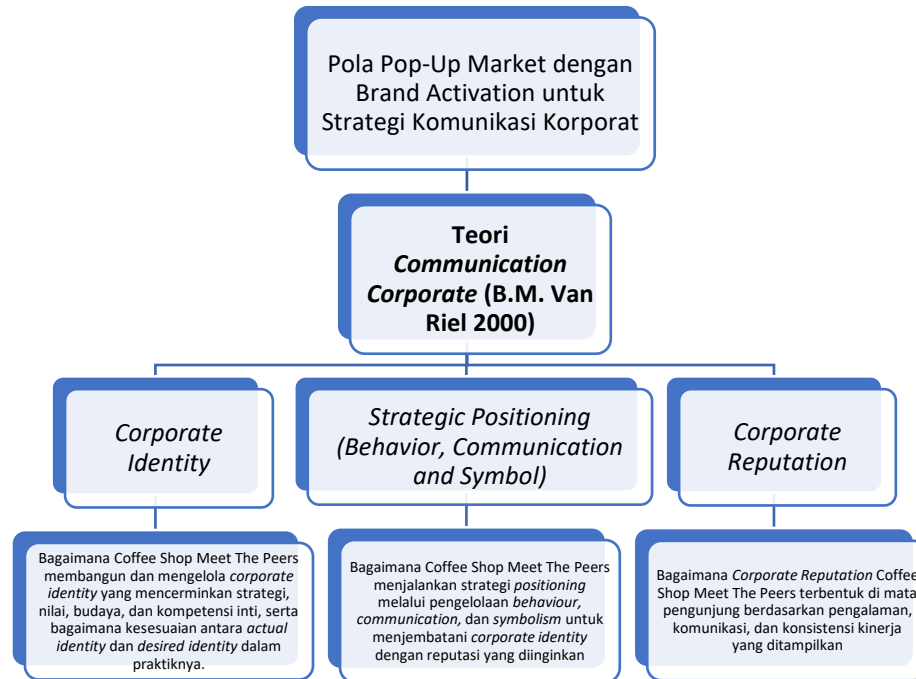 Pola Pop-Up Market dengan
Brand Activation untuk
Strategi Komunikasi Korporat
Teori
Communication
Corporate (B.M. Van
Riel 2000)
Corporate
Identity
Strategic Positioning
(Behavior, Communication
and Symbol)
Corporate
Reputation
Bagaimana Coffee Shop Meet The Peers
membangun dan mengelola corporate
identity yang mencerminkan strategi,
nilai, budaya, dan kompetensi inti, serta
bagaimana kesesuaian antara actual
identity dan desired identity dalam
praktiknya.
Bagaimana Coffee Shop Meet The Peers
menjalankan strategi positioning
melalui pengelolaan behaviour,
communication, dan symbolism untuk
menjembatani corporate identity
dengan reputasi yang diinginkan
Bagaimana Corporate Reputation Coffee
Shop Meet The Peers terbentuk di mata
pengunjung berdasarkan pengalaman,
komunikasi, dan konsistensi kinerja
yang ditampilkan